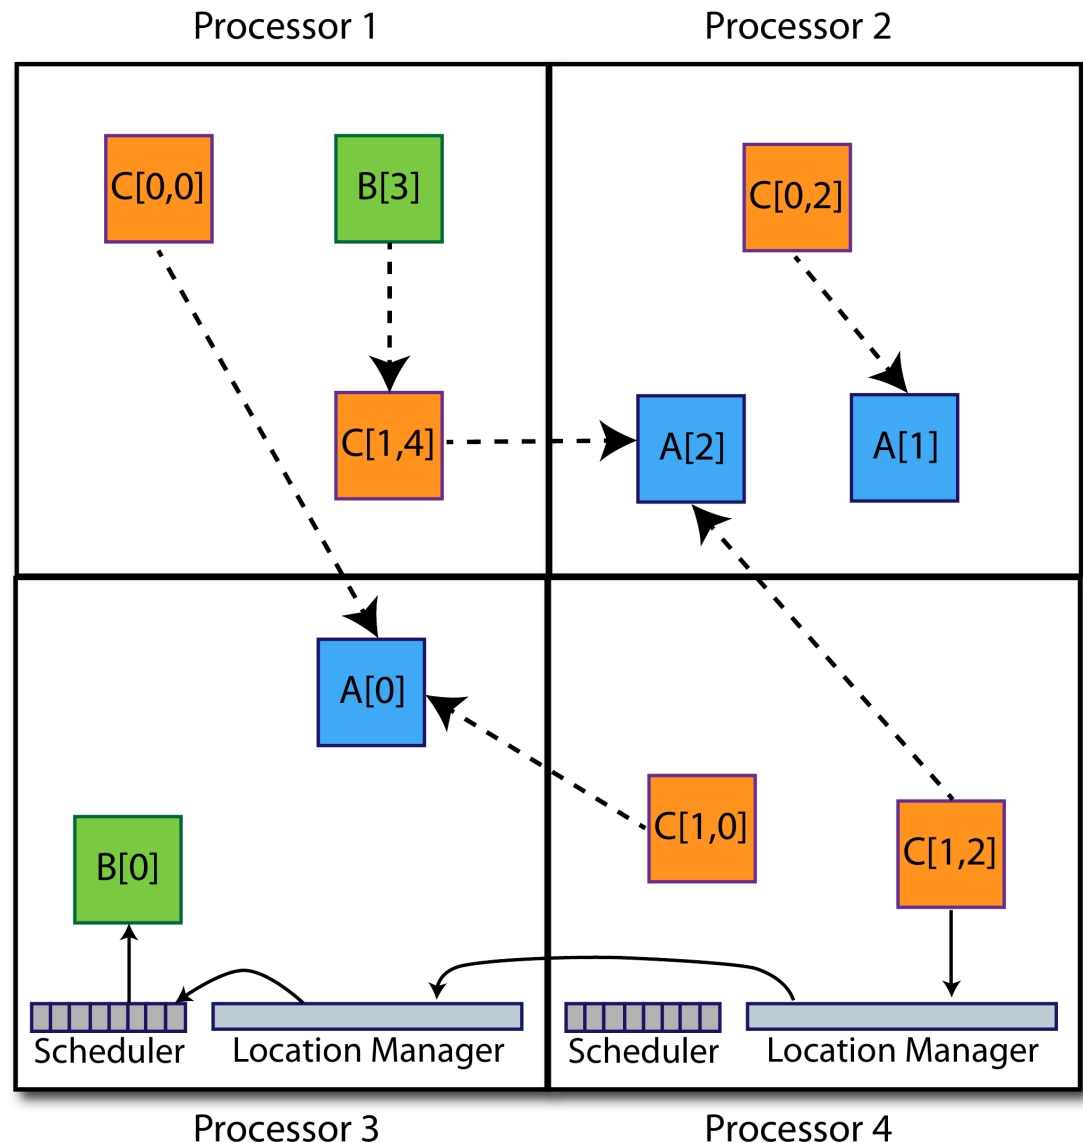 Processor 1
Processor 2
C[0,0]
B[3]
C[0,2]
C[1,4]
A[2]
A[1]
A[0]
C[1,0]
B[0]
C[1,2]
Scheduler
Location Manager
Scheduler
Location Manager
Processor 3
Processor 4